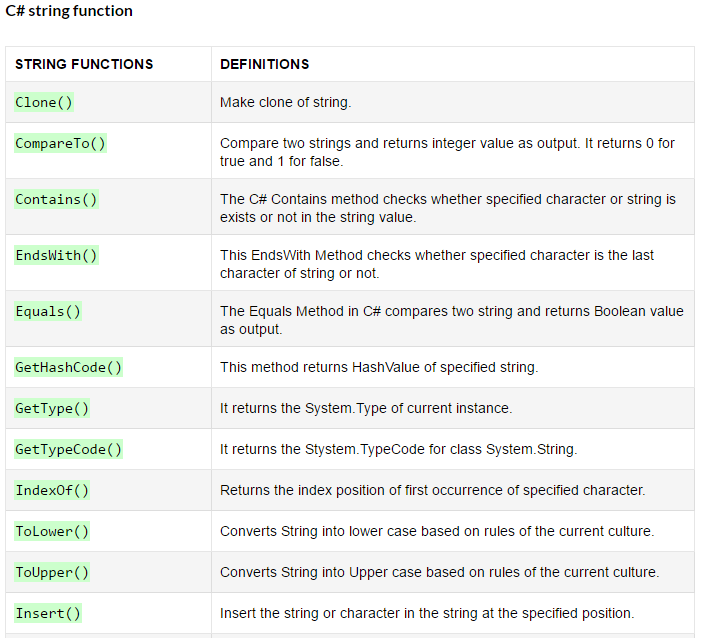 C# string function
STRING FUNCTIONS DEFINITIONS
Clone() Make clone of string.
CompareTo() Compare two strings and returns integer value as output. It returns 0 for
true and 1 for false.
Contains() The C# Contains method checks whether specified character or string is
exists or not in the string value.
EndsWith() This EndsWith Method checks whether specified character is the last
character of string or not.
Equals() The Equals Method in C# compares two string and returns Boolean value
as output.
GetHashCode() This method returns HashValue of specified string.
GetType() It returns the System.Type of current instance.
GetTypeCode() It returns the Stystem.TypeCode for class System.String.
IndexOf() Returns the index position of first occurrence of specified character.
ToLower() Converts String into lower case based on rules of the current culture.
ToUpper() Converts String into Upper case based on rules of the current culture.
Insert() Insert the string or character in the string at the specified position.